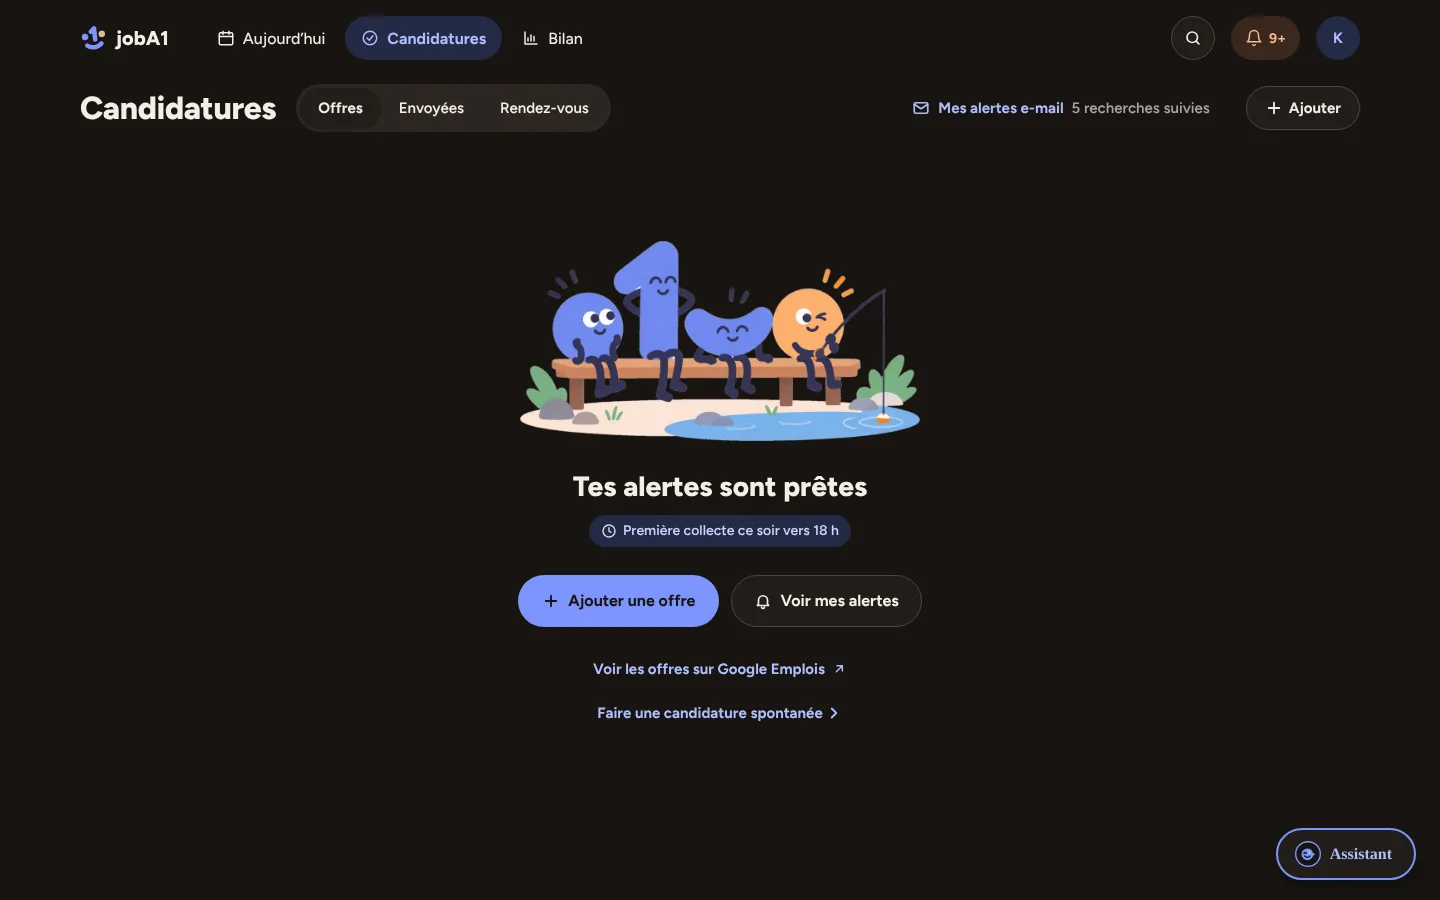 jobA1
Aujourd'hui
Candidatures
Bilan
9+
K
Candidatures
Offres
Envoyées
Rendez-vous
Mes alertes e-mail 5 recherches suivies
Ajouter
Tes alertes sont prêtes
Première collecte ce soir vers 18 h
Ajouter une offre
Voir mes alertes
Voir les offres sur Google Emplois
Faire une candidature spontanée
Assistant